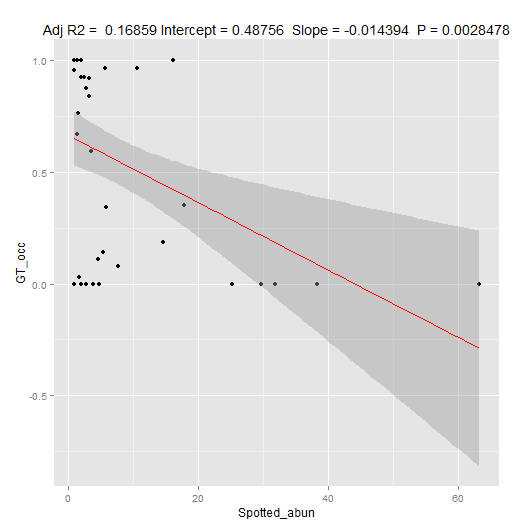 Adj R2 =  0.16859 Intercept = 0.48756  Slope = -0.014394  P = 0.0028478
1.0
0.5
0.0
-0.5
GT_occ
0 20 40 60
Spotted_abun